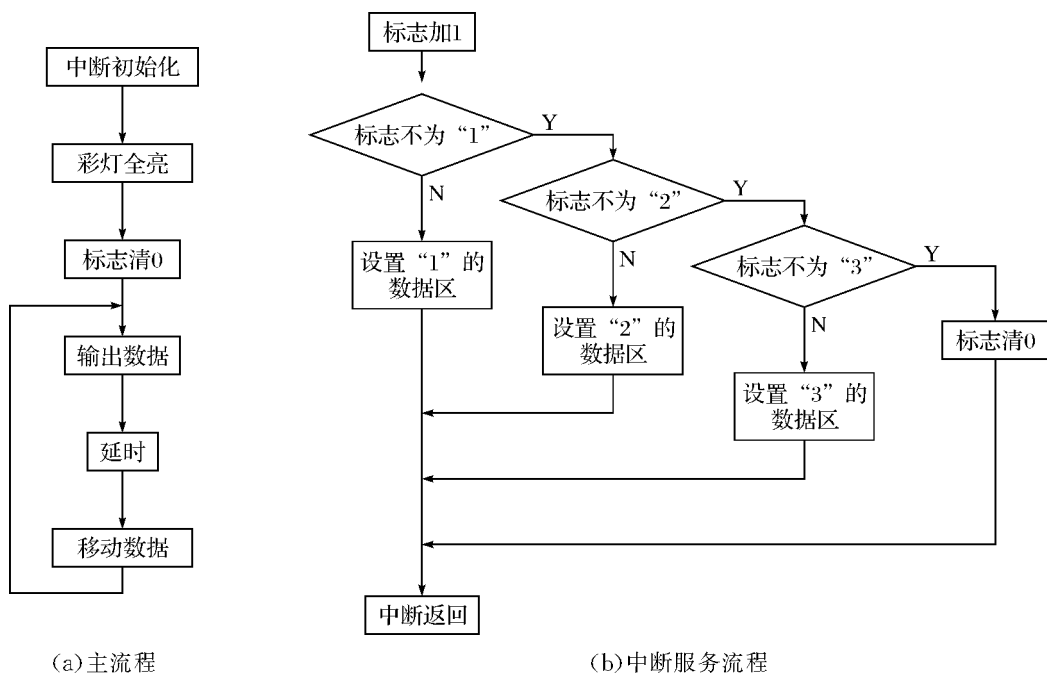 中断初始化
彩灯全亮
标志清0
输出数据
延时
移动数据
(a)主流程
标志加1
标志不为“1”
Y
N
设置“1”的
数据区
标志不为“2”
Y
N
设置“2”的
数据区
标志不为“3”
Y
N
设置“3”的
数据区
标志清0
中断返回
(b)中断服务流程